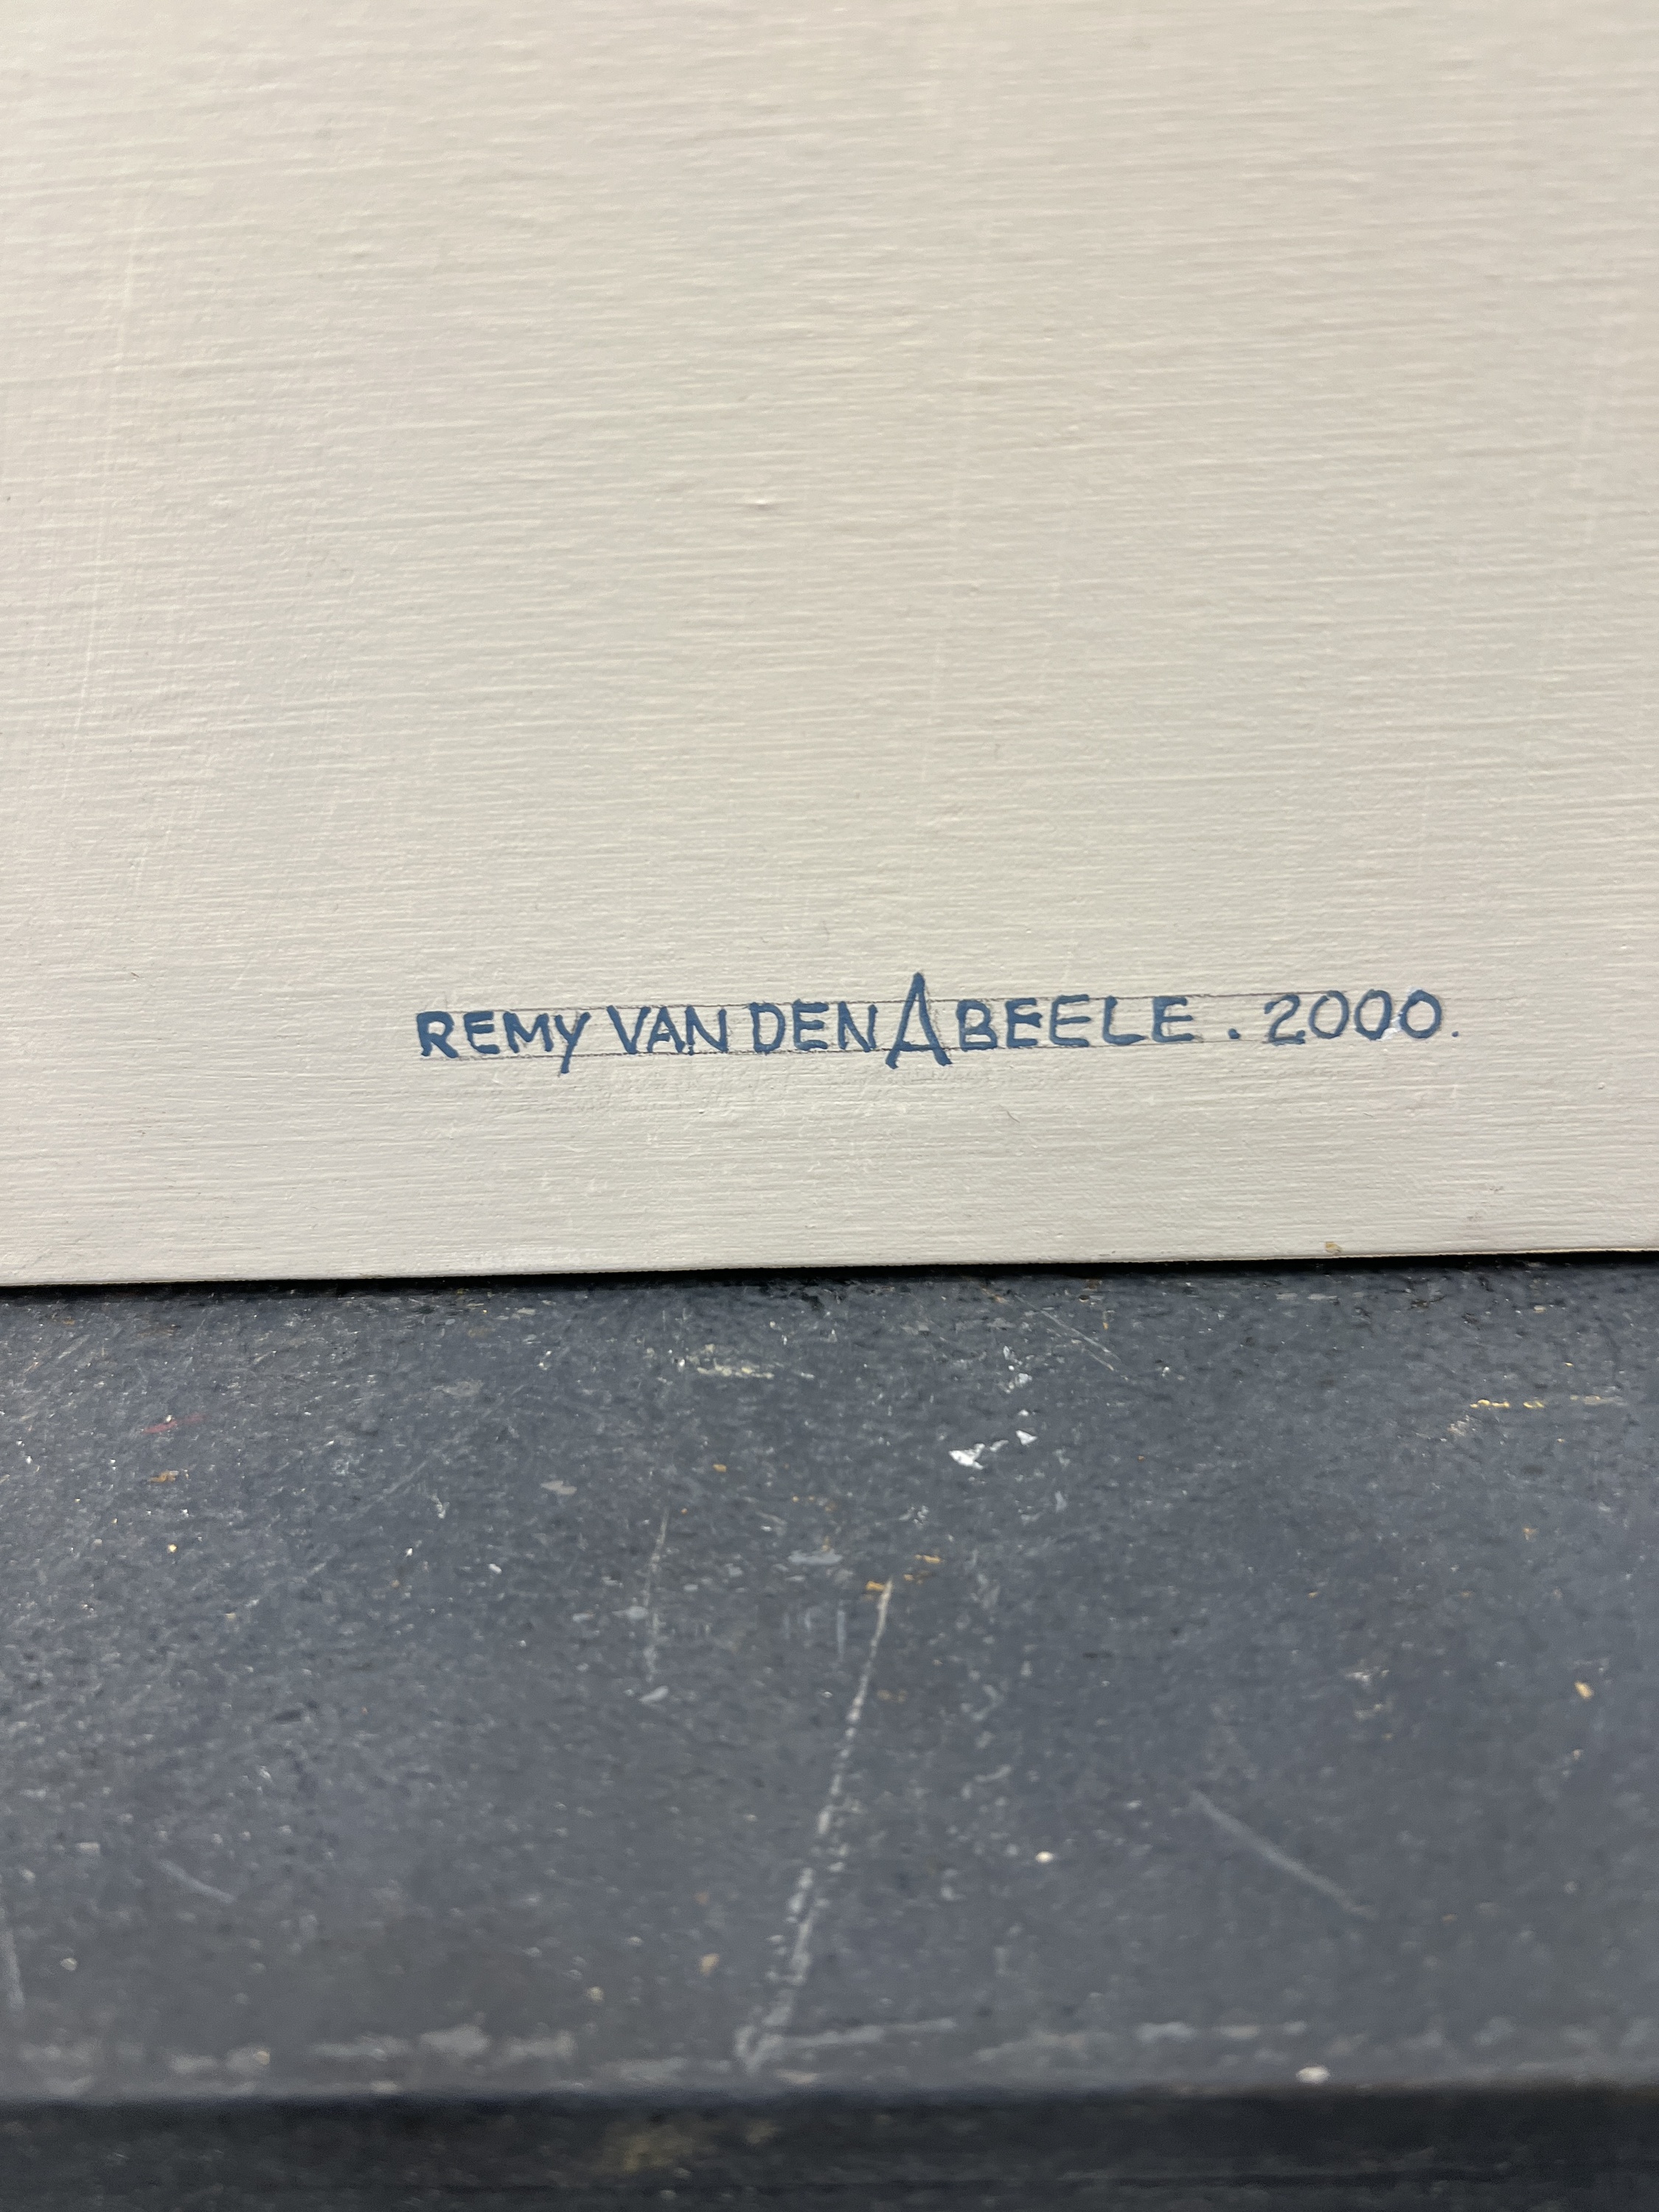 REMY VAN DEN ABEELE . 2000.